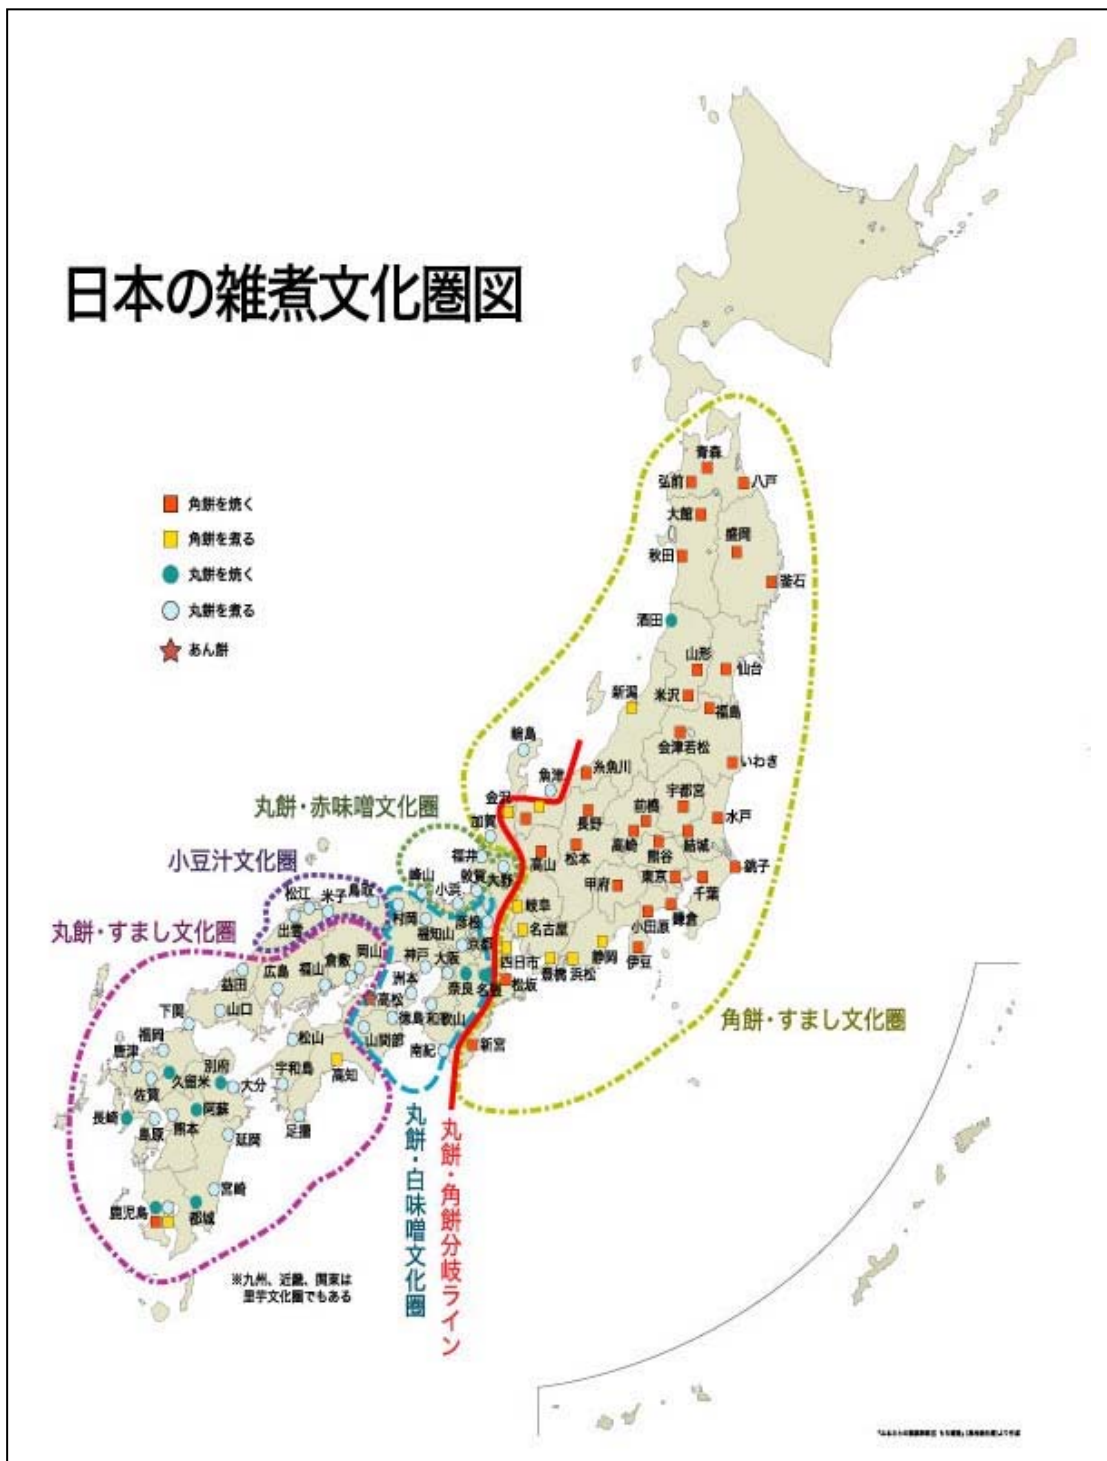 日本の雑煮文化圏図
角餅を焼く
角餅を煮る
丸餅を焼く
丸餅を煮る
あん餅
青森
弘前
八戸
大館
盛岡
秋田
釜石
酒田
山形
仙台
新潟
米沢
福島
会津若松
いわき
輪島
魚津
糸魚川
宇都宮
金沢
前橋
水戸
丸餅・赤味噌文化圏
加賀
長野
高崎
結城
福井
高山
松本
熊谷
銚子
小豆汁文化圏
峰山
敦賀
大野
甲府
東京
千葉
松江
米子
鳥取
小浜
岐阜
鎌倉
出雲
村岡
彦根
名古屋
小田原
丸餅・すまし文化圏
福知山
京都
静岡
伊豆
岡山
倉敷
福山
広島
益田
神戸
大阪
四日市
豊橋
浜松
洲本
奈良
名張
松阪
高松
山口
下関
徳島
和歌山
角餅・すまし文化圏
福岡
松山
山間部
南紀
新宮
唐津
別府
宇和島
高知
久留米
大分
佐賀
長崎
阿蘇
島原
熊本
足摺
延岡
丸餅・白味噌文化圏
丸餅・角餅分岐ライン
宮崎
鹿児島
都城
※九州、近畿、関東は
里芋文化圏でもある